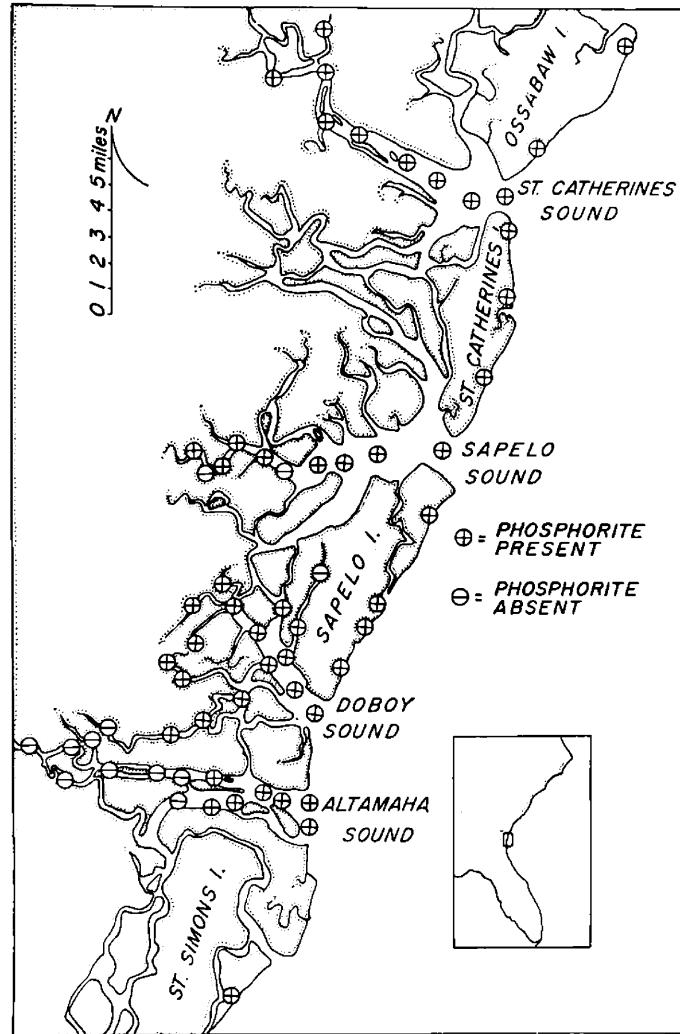 OSSABAW I.
N
0 1 2 3 4 5 miles
ST. CATHERINES
SOUND
ST. CATHERINES
SAPELO
SOUND
= PHOSPHORITE
PRESENT
SAPELO I.
= PHOSPHORITE
ABSENT
DOBOY
SOUND
ALTAMAHA
SOUND
ST. SIMONS I.